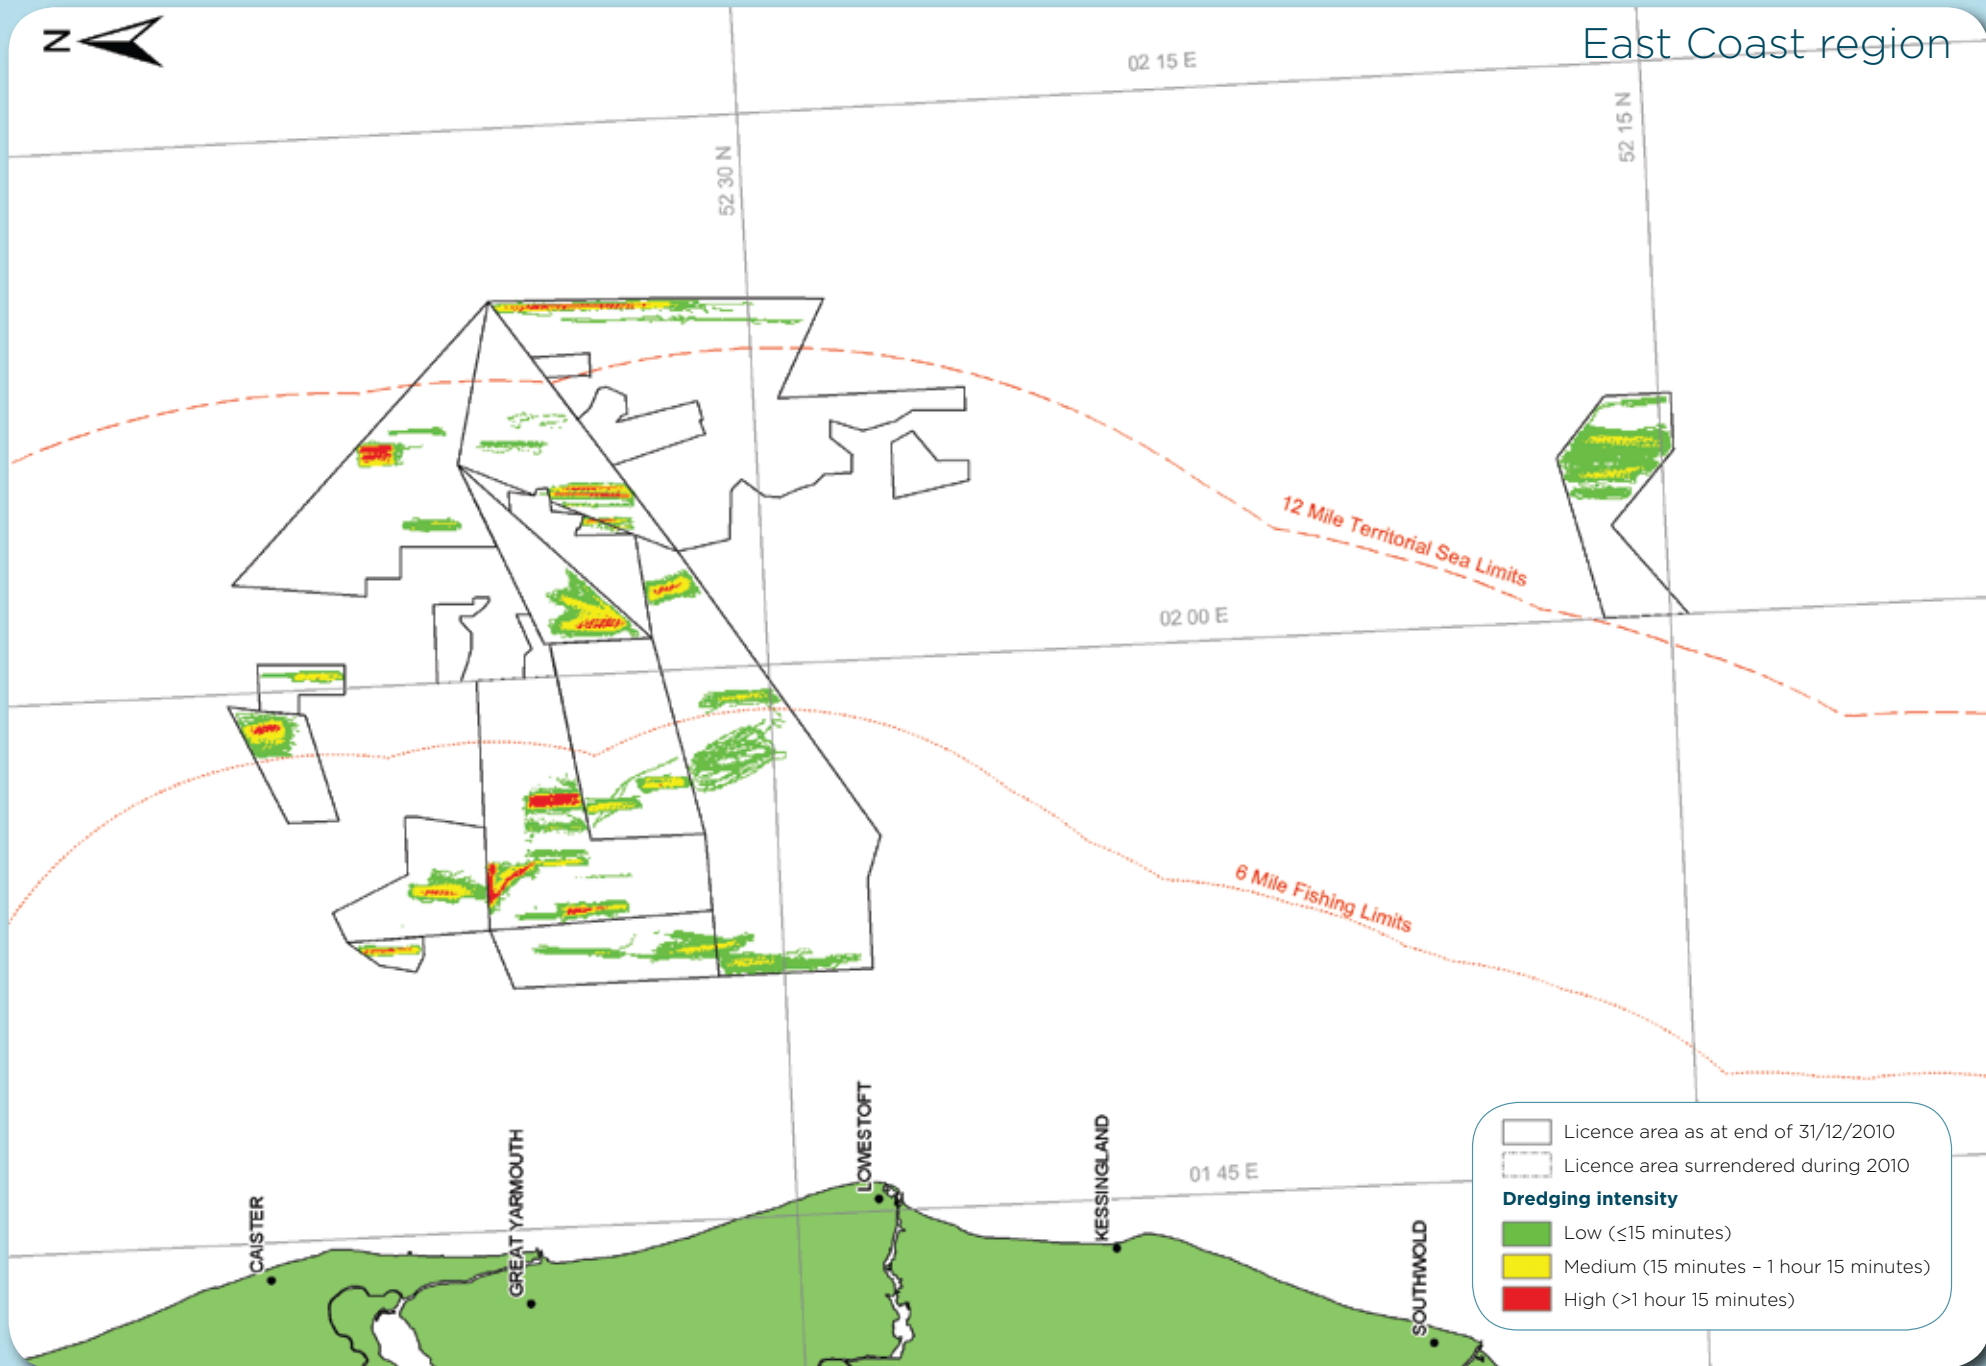 East Coast region
N
02 15 E
52 15 N
52 30 N
12 Mile Territorial Sea Limits
02 00 E
6 Mile Fishing Limits
01 45 E
CAISTER
GREAT YARMOUTH
LOWESTOFT
KESSINGLAND
SOUTHWOLD
Licence area as at end of 31/12/2010
Licence area surrendered during 2010
Dredging intensity
Low (≤15 minutes)
Medium (15 minutes – 1 hour 15 minutes)
High (>1 hour 15 minutes)